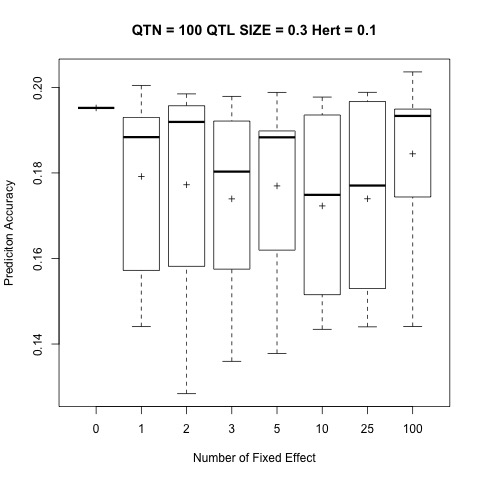 QTN = 100 QTL SIZE = 0.3 Hert = 0.1
Prediciton Accuracy
0.20
0.18
0.16
0.14
0 1 2 3 5 10 25 100
Number of Fixed Effect